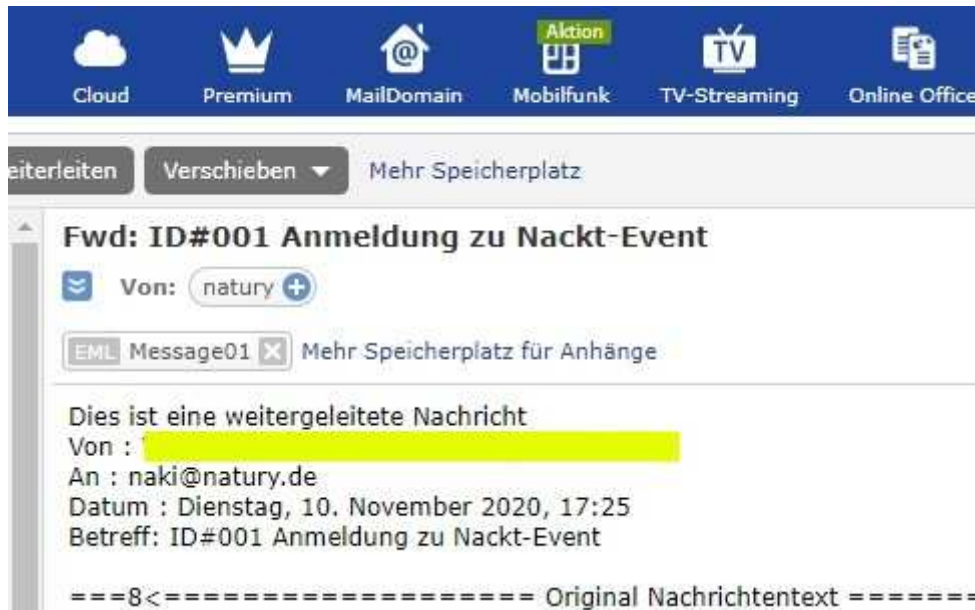 Aktion
TV
Cloud Premium MailDomain Mobilfunk TV-Streaming Online Office
eiterleiten Verschieben Mehr Speicherplatz
Fwd: ID#001 Anmeldung zu Nackt-Event
Von: natury
EML Message01 Mehr Speicherplatz für Anhänge
Dies ist eine weitergeleitete Nachricht
Von :
An : naki@natury.de
Datum : Dienstag, 10. November 2020, 17:25
Betreff: ID#001 Anmeldung zu Nackt-Event
===8<=================== Original Nachrichtentext =======